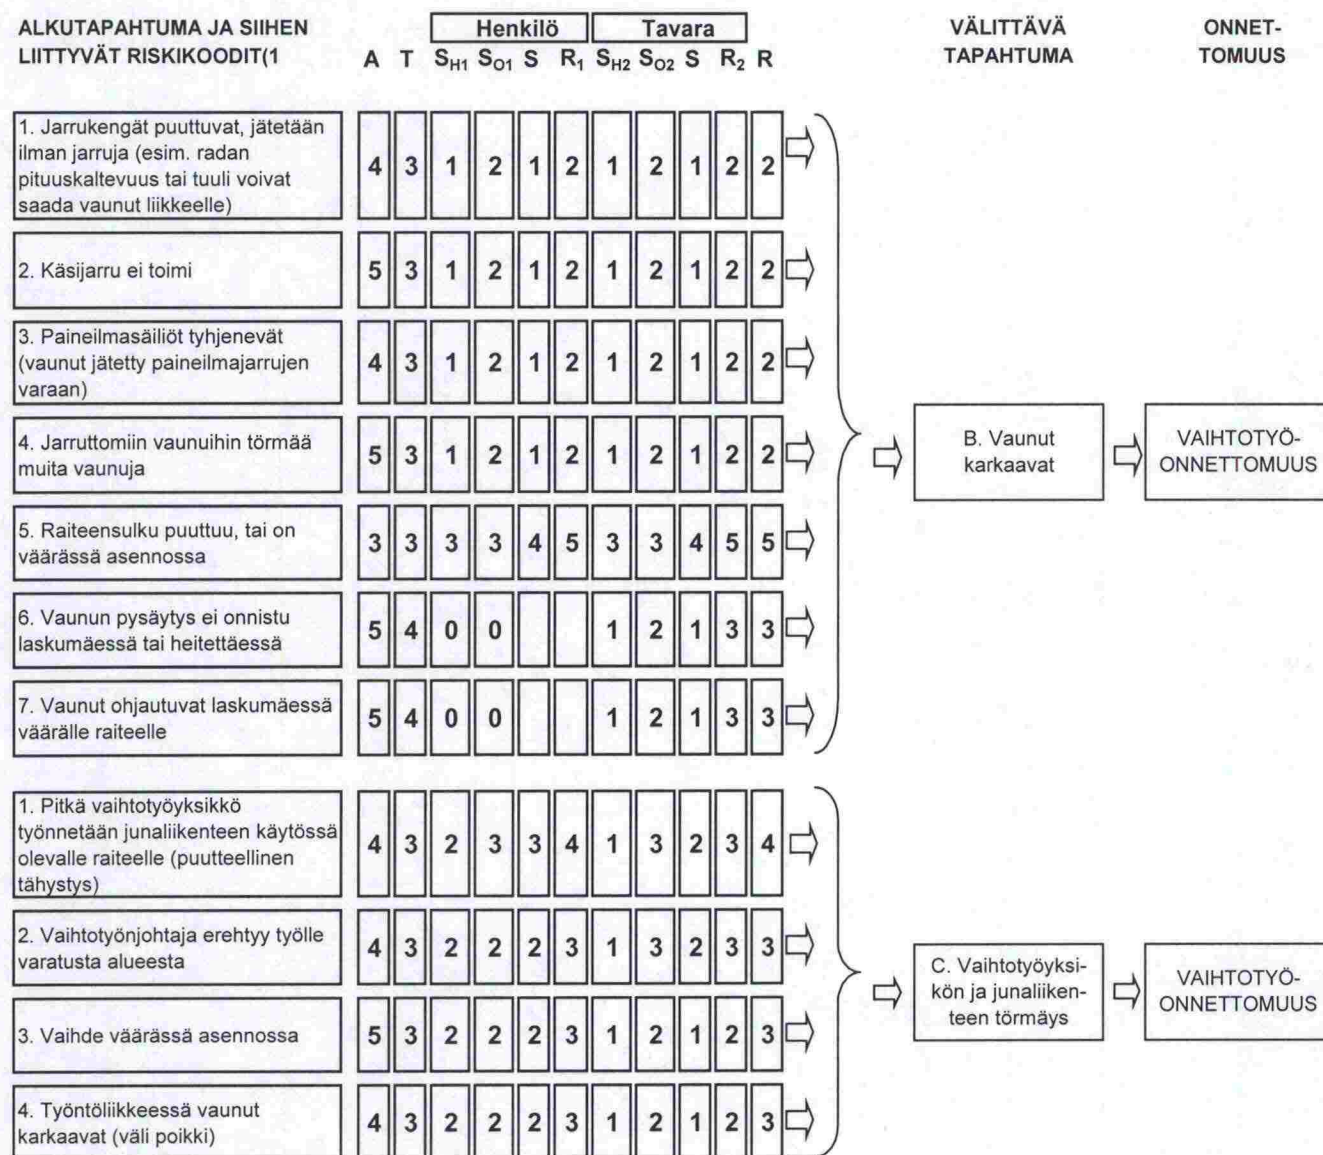 ALKUTAPAHTUMA JA SIIHEN
LIITTYVÄT RISKIKOODIT(1
Henkilö Tavara
A T S_H1 S_O1 S R_1 S_H2 S_O2 S R_2 R
VÄLITTÄVÄ
TAPAHTUMA
ONNET-
TOMUUS
1. Jarrukengät puuttuvat, jätetään
ilman jarruja (esim. radan
pituuskaltevuus tai tuuli voivat
saada vaunut liikkeelle)
4 3 1 2 1 2 1 2 1 2 2
2. Käsijarru ei toimi
5 3 1 2 1 2 1 2 1 2 2
3. Paineilmasäiliöt tyhjenevät
(vaunut jätetty paineilmajarrujen
varaan)
4 3 1 2 1 2 1 2 1 2 2
4. Jarruttomiin vaunuihin törmää
muita vaunuja
5 3 1 2 1 2 1 2 1 2 2
5. Raiteensulku puuttuu, tai on
väärässä asennossa
3 3 3 3 4 5 3 3 4 5 5
6. Vaunun pysäytys ei onnistu
laskumäessä tai heitettäessä
5 4 0 0 1 2 1 3 3
7. Vaunut ohjautuvat laskumäessä
väärälle raiteelle
5 4 0 0 1 2 1 3 3
B. Vaunut
karkaavat
VAIHTOTYÖ-
ONNETTOMUUS
1. Pitkä vaihtotyöyksikkö
työnnetään junaliikenteen käytössä
olevalle raiteelle (puutteellinen
tähystys)
4 3 2 3 3 4 1 3 2 3 4
2. Vaihtotyönjohtaja erehtyy työlle
varatusta alueesta
4 3 2 2 2 3 1 3 2 3 3
3. Vaihde väärässä asennossa
5 3 2 2 2 3 1 2 1 2 3
4. Työntöliikkeessä vaunut
karkaavat (väli poikki)
4 3 2 2 2 3 1 2 1 2 3
C. Vaihtotyöyksi-
kön ja junaliiken-
teen törmäys
VAIHTOTYÖ-
ONNETTOMUUS